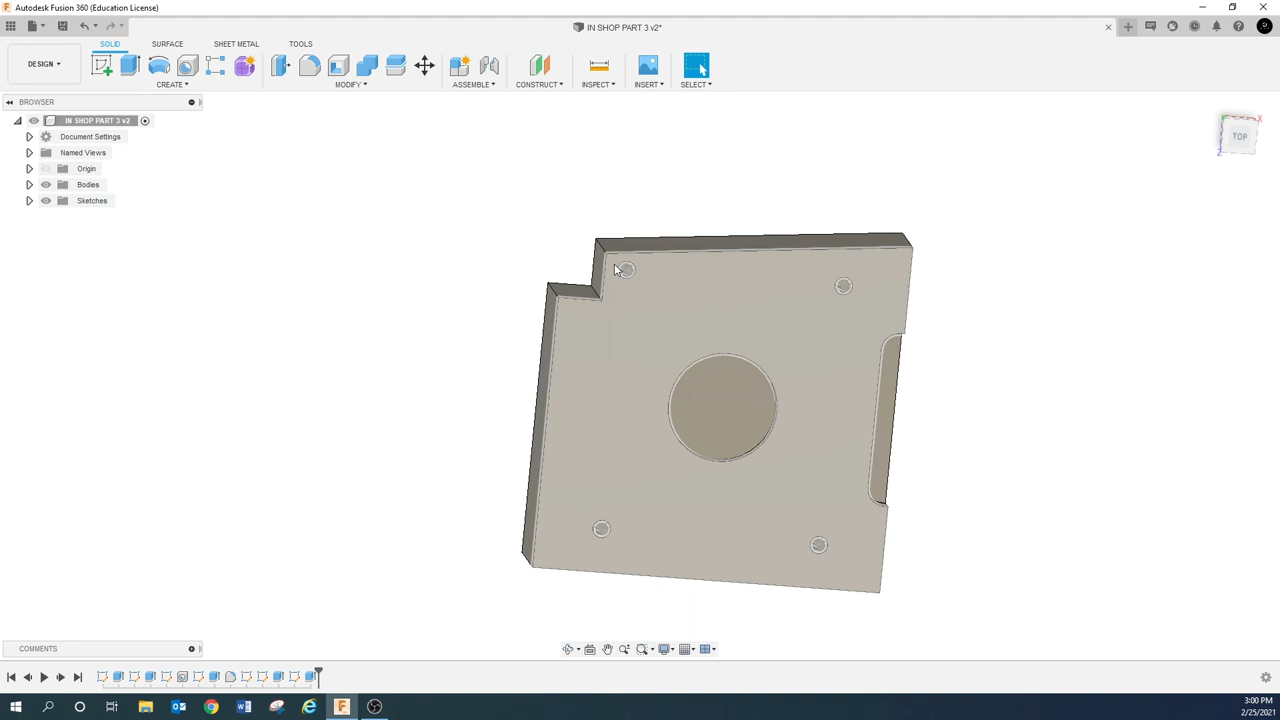 Autodesk Fusion 360 (Education License)
IN SHOP PART 3 v2*
SOLID SURFACE SHEET METAL TOOLS
DESIGN ▾
CREATE ▾ MODIFY ▾ ASSEMBLE ▾ CONSTRUCT ▾ INSPECT ▾ INSERT ▾ SELECT ▾
BROWSER
IN SHOP PART 3 v2
Document Settings
Named Views
Origin
Bodies
Sketches
TOP
X
Z
COMMENTS
3:00 PM
2/25/2021